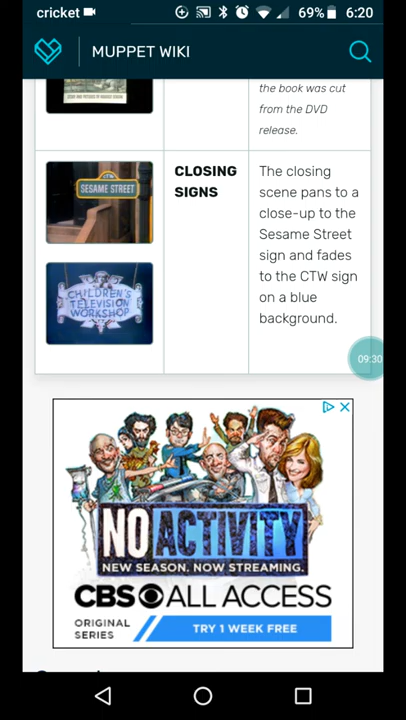 cricket 69% 6:20
MUPPET WIKI
the book was cut
from the DVD
release.
SESAME STREET
CLOSING
SIGNS
The closing
scene pans to a
close-up to the
Sesame Street
sign and fades
to the CTW sign
on a blue
background.
CHILDREN'S
TELEVISION
WORKSHOP
09:30
NO ACTIVITY
NEW SEASON. NOW STREAMING.
CBS ALL ACCESS
ORIGINAL
SERIES
TRY 1 WEEK FREE